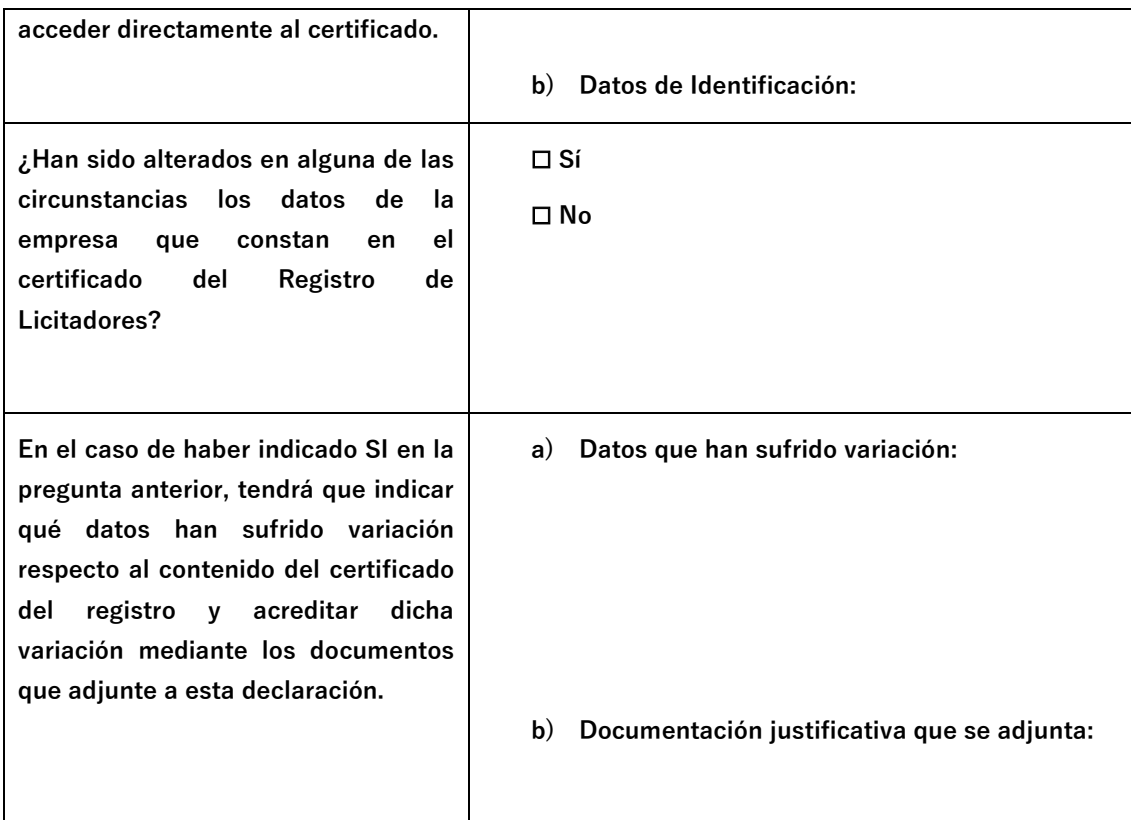 acceder directamente al certificado.
b) Datos de Identificación:
¿Han sido alterados en alguna de las
circunstancias los datos de la
empresa que constan en el
certificado del Registro de
Licitadores?
☐ Sí
☐ No
En el caso de haber indicado SI en la
pregunta anterior, tendrá que indicar
qué datos han sufrido variación
respecto al contenido del certificado
del registro y acreditar dicha
variación mediante los documentos
que adjunte a esta declaración.
a) Datos que han sufrido variación:
b) Documentación justificativa que se adjunta: